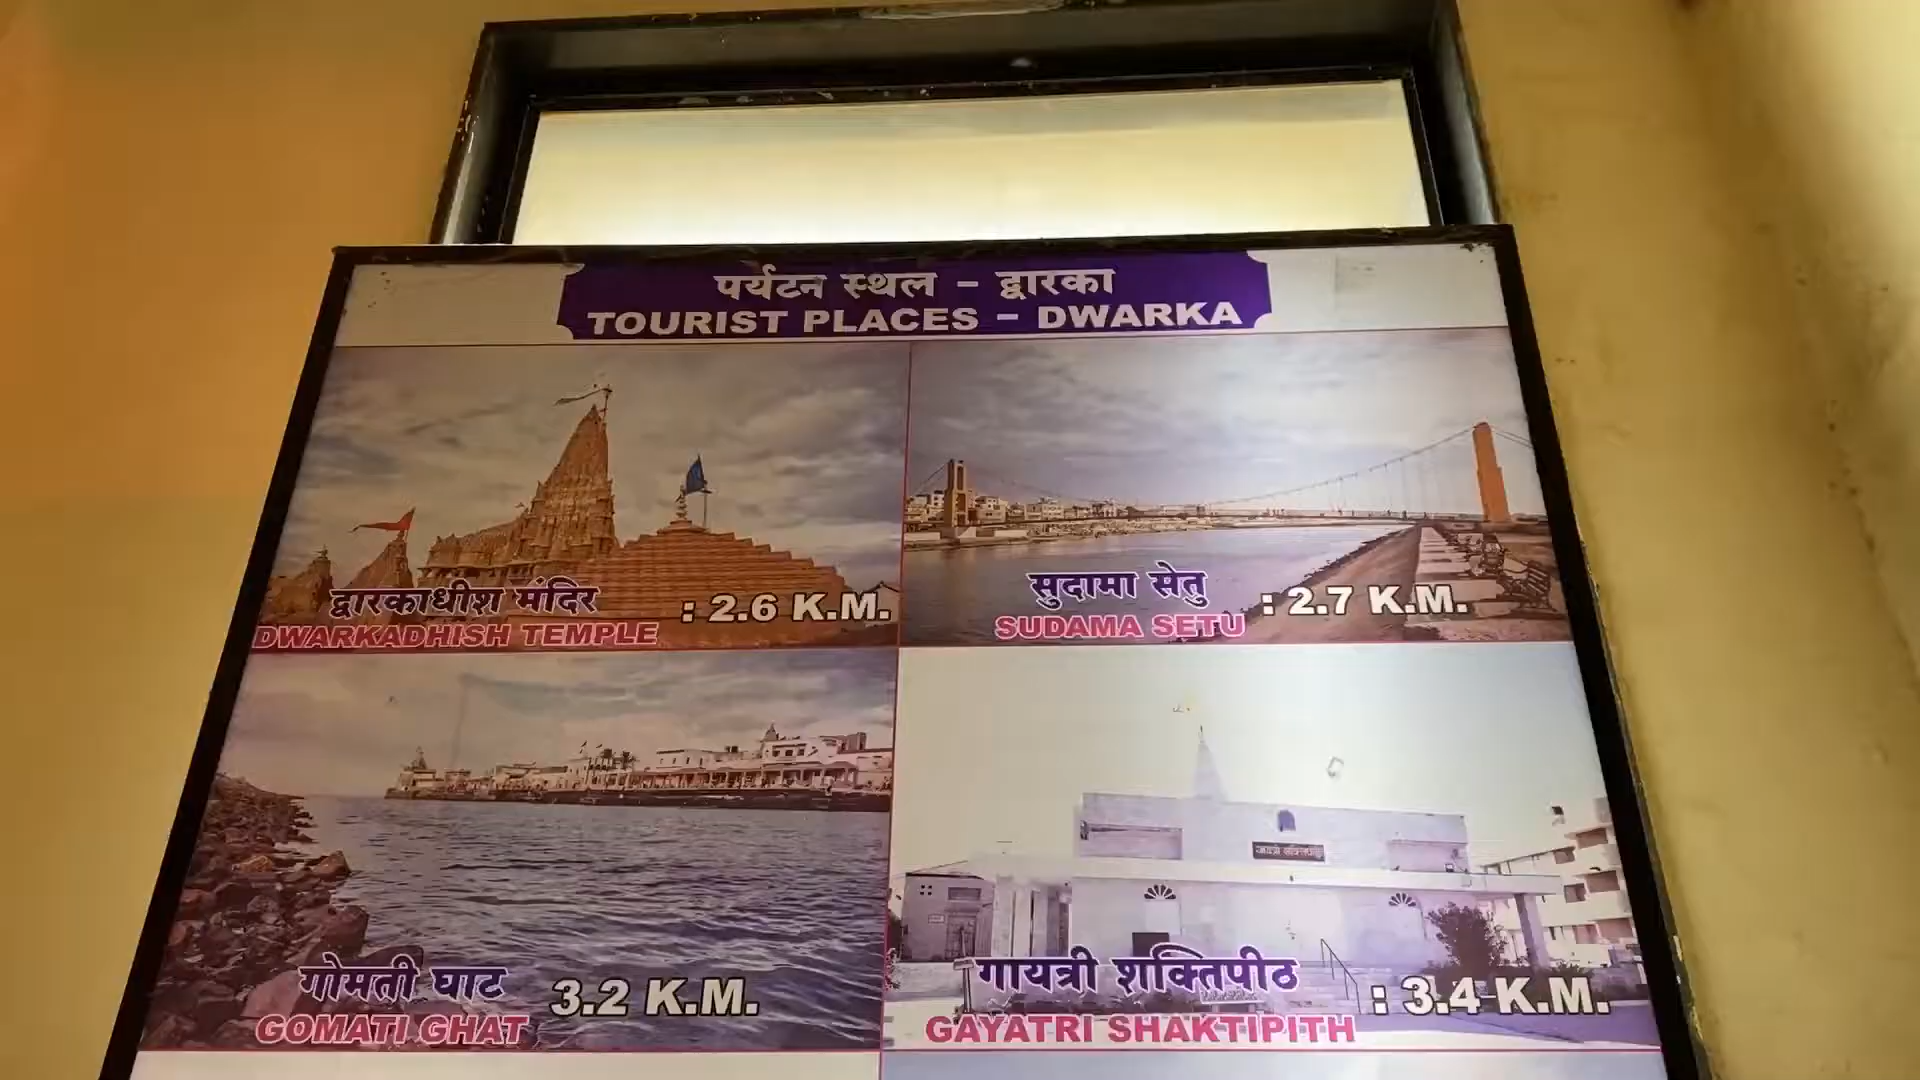 पर्यटन स्थल - द्वारका
TOURIST PLACES - DWARKA
द्वारकाधीश मंदिर : 2.6 K.M.
DWARKADHISH TEMPLE
सुदामा सेतु : 2.7 K.M.
SUDAMA SETU
गोमती घाट 3.2 K.M.
GOMATI GHAT
गायत्री शक्तिपीठ : 3.4 K.M.
GAYATRI SHAKTIPITH